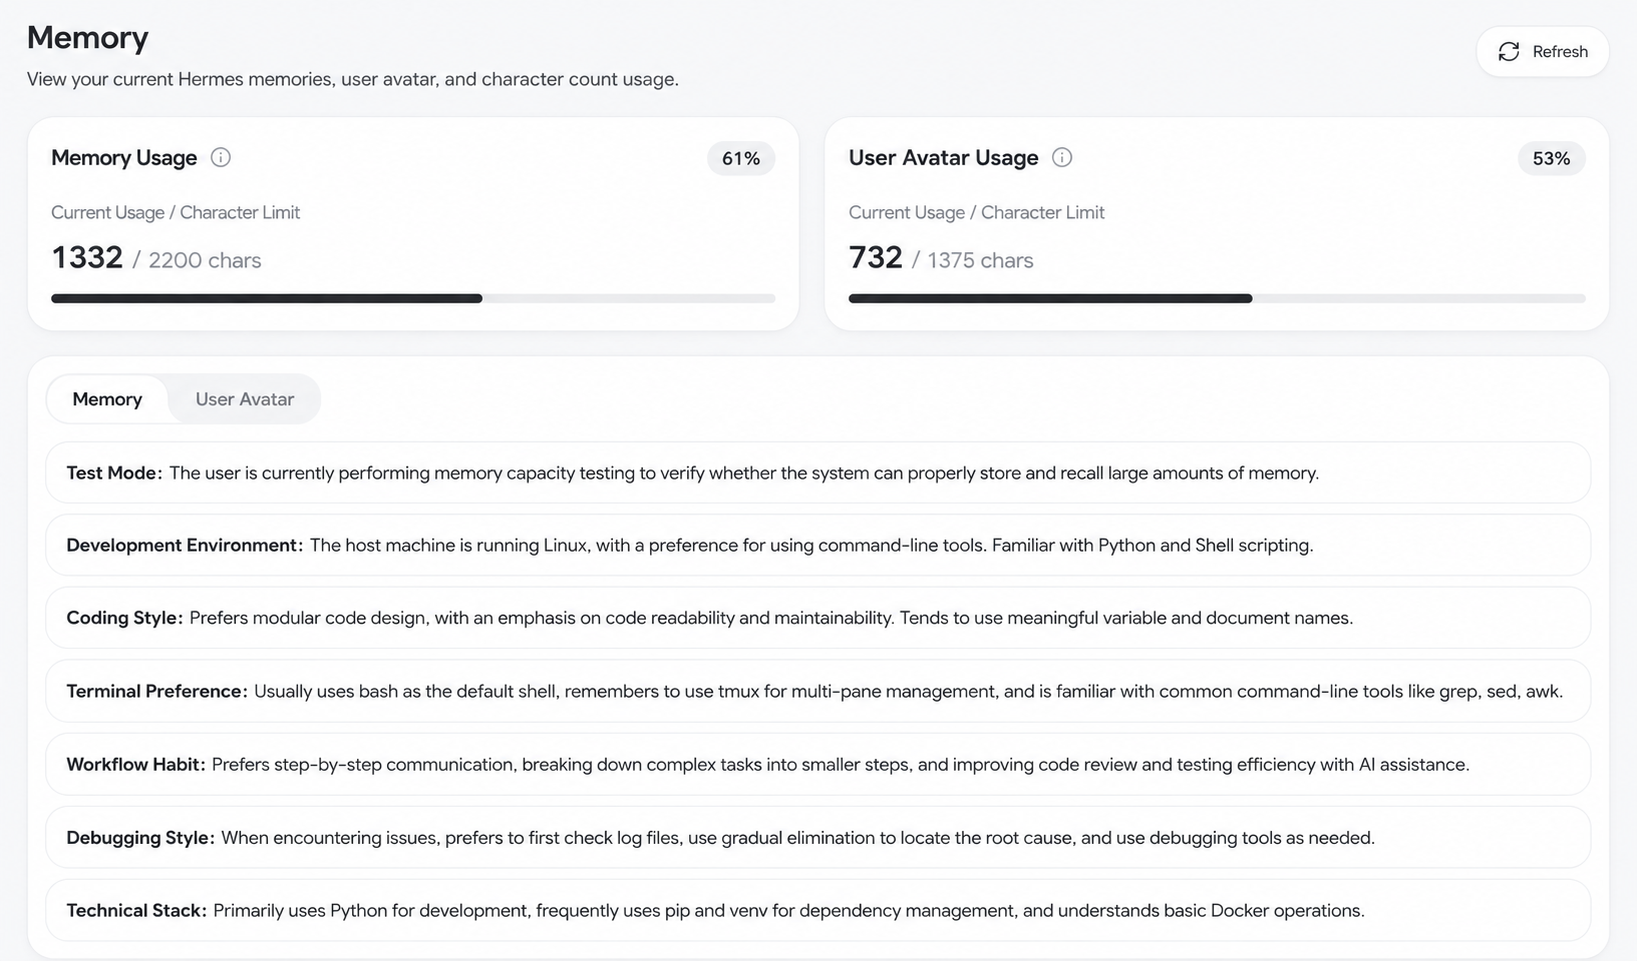 Memory
View your current Hermes memories, user avatar, and character count usage.
Refresh
Memory Usage
61%
Current Usage / Character Limit
1332 / 2200 chars
User Avatar Usage
53%
Current Usage / Character Limit
732 / 1375 chars
Memory
User Avatar
Test Mode: The user is currently performing memory capacity testing to verify whether the system can properly store and recall large amounts of memory.
Development Environment: The host machine is running Linux, with a preference for using command-line tools. Familiar with Python and Shell scripting.
Coding Style: Prefers modular code design, with an emphasis on code readability and maintainability. Tends to use meaningful variable and document names.
Terminal Preference: Usually uses bash as the default shell, remembers to use tmux for multi-pane management, and is familiar with common command-line tools like grep, sed, awk.
Workflow Habit: Prefers step-by-step communication, breaking down complex tasks into smaller steps, and improving code review and testing efficiency with AI assistance.
Debugging Style: When encountering issues, prefers to first check log files, use gradual elimination to locate the root cause, and use debugging tools as needed.
Technical Stack: Primarily uses Python for development, frequently uses pip and venv for dependency management, and understands basic Docker operations.